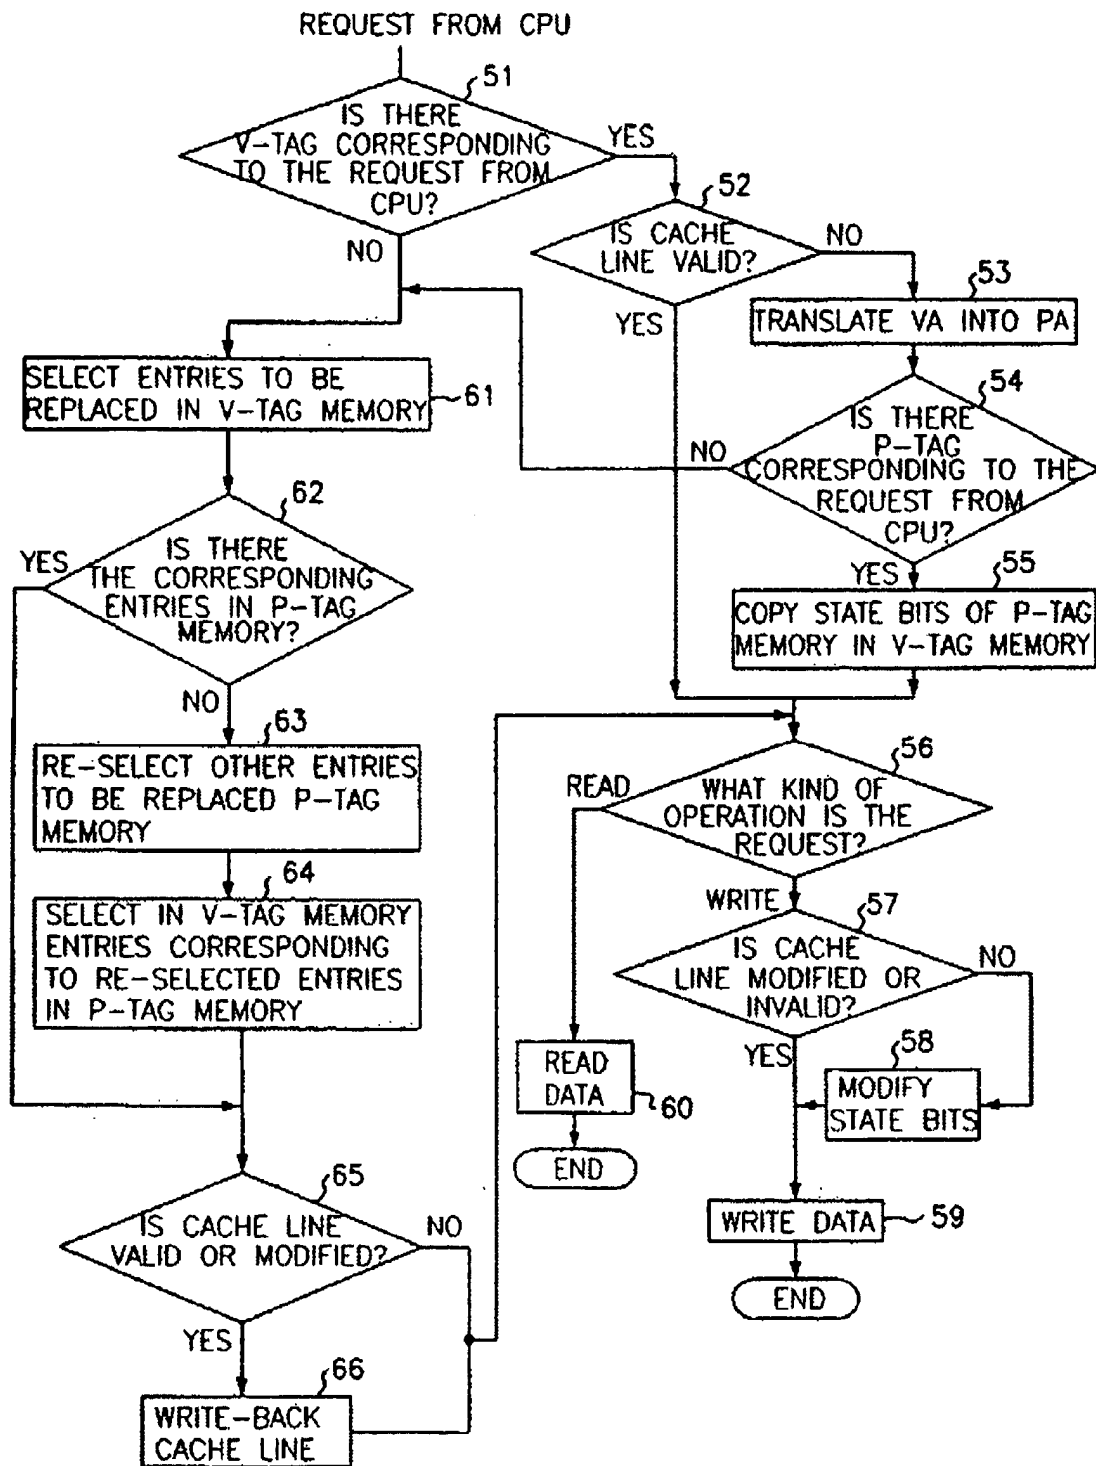 REQUEST FROM CPU
51
IS THERE
V-TAG CORRESPONDING
TO THE REQUEST FROM
CPU?
YES
NO
52
IS CACHE
LINE VALID?
NO
YES
53
TRANSLATE VA INTO PA
54
IS THERE
P-TAG
CORRESPONDING TO THE
REQUEST FROM
CPU?
NO
YES
55
COPY STATE BITS OF P-TAG
MEMORY IN V-TAG MEMORY
SELECT ENTRIES TO BE
REPLACED IN V-TAG MEMORY
61
62
IS THERE
THE CORRESPONDING
ENTRIES IN P-TAG
MEMORY?
YES
NO
63
RE-SELECT OTHER ENTRIES
TO BE REPLACED P-TAG
MEMORY
64
SELECT IN V-TAG MEMORY
ENTRIES CORRESPONDING
TO RE-SELECTED ENTRIES
IN P-TAG MEMORY
56
WHAT KIND OF
OPERATION IS THE
REQUEST?
READ
WRITE
57
IS CACHE
LINE MODIFIED OR
INVALID?
NO
YES
58
MODIFY
STATE BITS
READ
DATA
60
END
WRITE DATA
59
END
65
IS CACHE LINE
VALID OR MODIFIED?
NO
YES
66
WRITE-BACK
CACHE LINE